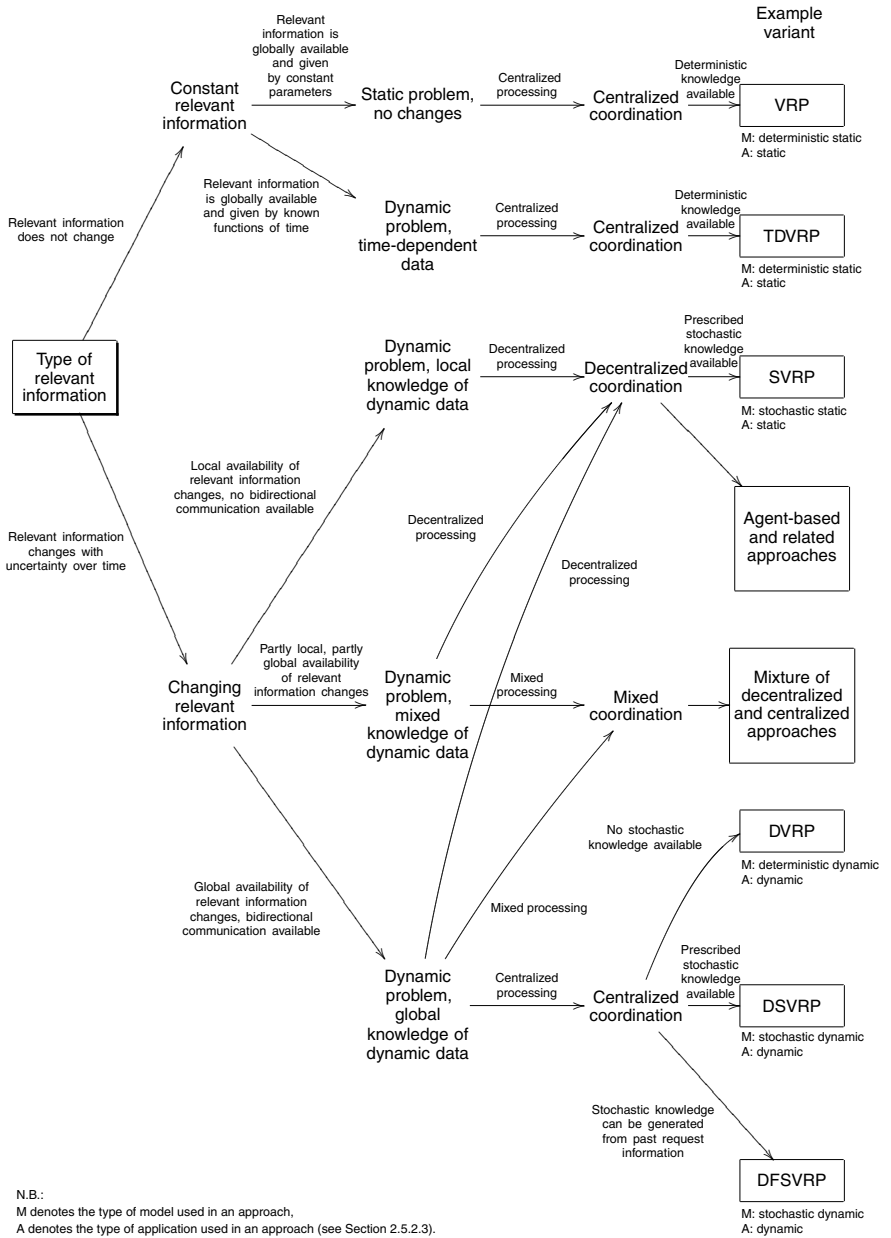 Example
variant
Relevant
information is
globally available
and given
by constant
parameters
Constant
relevant
information
Static problem,
no changes
Centralized
processing
Centralized
coordination
Deterministic
knowledge
available
VRP
M: deterministic static
A: static
Relevant information
is globally available
and given by known
functions of time
Relevant information
does not change
Dynamic
problem,
time-dependent
data
Centralized
processing
Centralized
coordination
Deterministic
knowledge
available
TDVRP
M: deterministic static
A: static
Type of
relevant
information
Dynamic
problem, local
knowledge of
dynamic data
Decentralized
processing
Decentralized
coordination
Prescribed
stochastic
knowledge
available
SVRP
M: stochastic static
A: static
Local availability of
relevant information
changes, no bidirectional
communication available
Decentralized
processing
Agent-based
and related
approaches
Relevant information
changes with
uncertainty over time
Decentralized
processing
Changing
relevant
information
Partly local, partly
global availability
of relevant
information changes
Dynamic
problem,
mixed
knowledge of
dynamic data
Mixed
processing
Mixed
coordination
Mixture of
decentralized
and centralized
approaches
Global availability of
relevant information
changes, bidirectional
communication available
Mixed processing
No stochastic
knowledge available
DVRP
M: deterministic dynamic
A: dynamic
Dynamic
problem,
global
knowledge of
dynamic data
Centralized
processing
Centralized
coordination
Prescribed
stochastic
knowledge
available
DSVRP
M: stochastic dynamic
A: dynamic
Stochastic knowledge
can be generated
from past request
information
DFSVRP
M: stochastic dynamic
A: dynamic
N.B.:
M denotes the type of model used in an approach,
A denotes the type of application used in an approach (see Section 2.5.2.3).